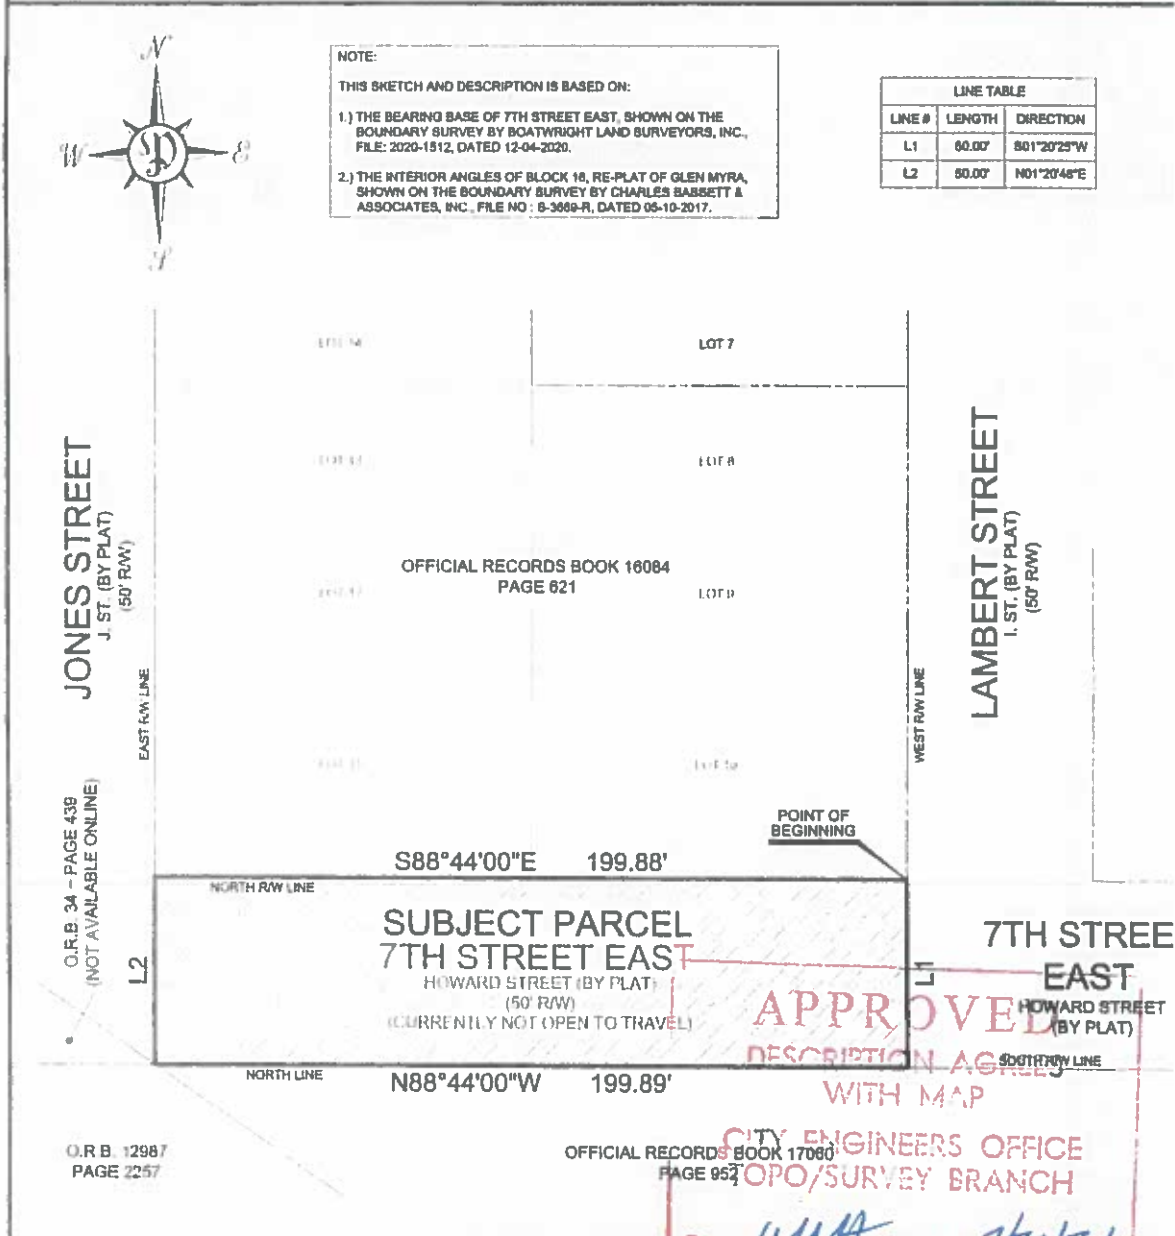 N
W
E
S
NOTE:
THIS SKETCH AND DESCRIPTION IS BASED ON:
1.) THE BEARING BASE OF 7TH STREET EAST, SHOWN ON THE
BOUNDARY SURVEY BY BOATWRIGHT LAND SURVEYORS, INC.,
FILE: 2020-1512, DATED 12-04-2020.
2.) THE INTERIOR ANGLES OF BLOCK 16, RE-PLAT OF GLEN MYRA,
SHOWN ON THE BOUNDARY SURVEY BY CHARLES BASSETT &
ASSOCIATES, INC., FILE NO : B-3669-R, DATED
LINE TABLE
LINE # LENGTH DIRECTION
L1 S01°20'25"W
L2 50.00' N01°20'46"E
LOT 7
LOT 8
OFFICIAL RECORDS BOOK 16084
PAGE 621
LOT 9
JONES STREET
J. ST. (BY PLAT)
(50' R/W)
LAMBERT STREET
I. ST. (BY PLAT)
(50' R/W)
EAST R/W LINE
WEST R/W LINE
O.R.B. 34 – PAGE 439
(NOT AVAILABLE ONLINE)
POINT OF
BEGINNING
S88°44'00"E 199.88'
NORTH R/W LINE
SUBJECT PARCEL
7TH STREET EAST
HOWARD STREET (BY PLAT)
(50' R/W)
(CURRENTLY NOT OPEN TO TRAVEL)
L2
L1
7TH STREE
EAST
HOWARD STREET
(BY PLAT)
SOUTH R/W LINE
NORTH LINE
N88°44'00"W 199.89'
APPROVED
DESCRIPTION AGREES
WITH MAP
CITY ENGINEERS OFFICE
OPO/SURVEY BRANCH
O.R.B. 12987
PAGE 2257
OFFICIAL RECORDS BOOK 17060
PAGE 952